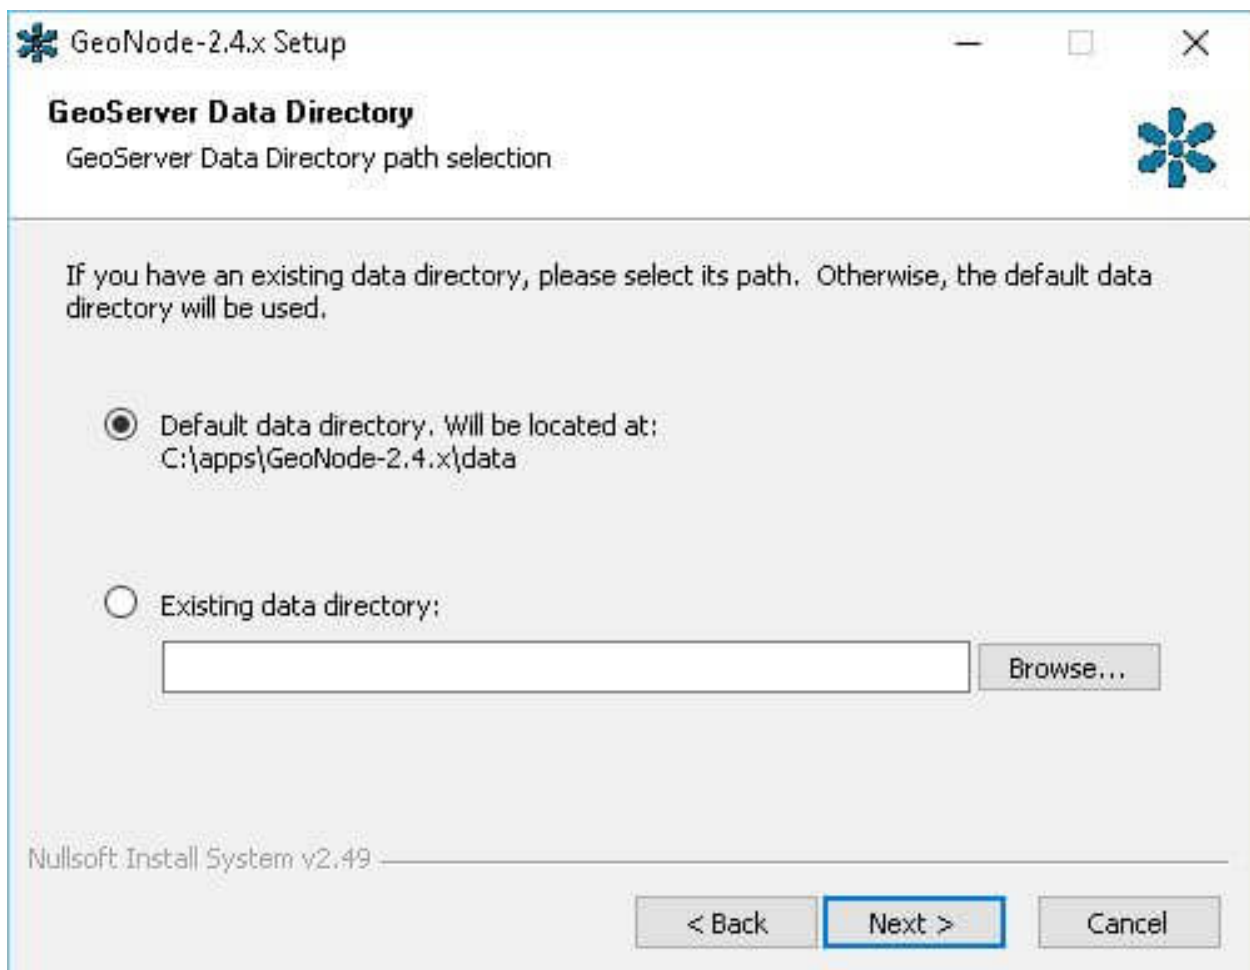 GeoNode-2.4.x Setup
GeoServer Data Directory
GeoServer Data Directory path selection
If you have an existing data directory, please select its path.  Otherwise, the default data
directory will be used.
Default data directory. Will be located at:
C:\apps\GeoNode-2.4.x\data
Existing data directory:
Browse...
Nullsoft Install System v2.49
< Back Next > Cancel